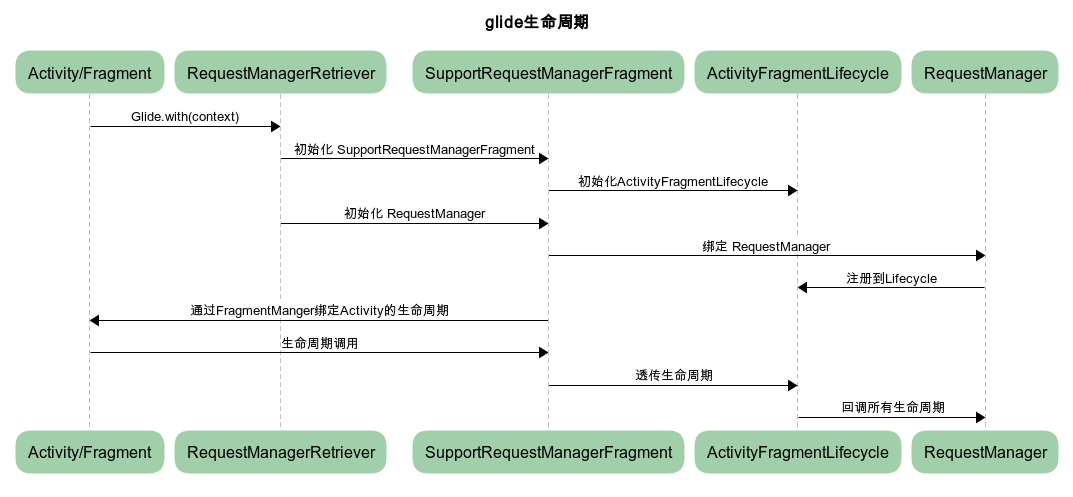 glide生命周期
Activity/Fragment RequestManagerRetriever SupportRequestManagerFragment ActivityFragmentLifecycle RequestManager
Glide.with(context)
初始化 SupportRequestManagerFragment
初始化ActivityFragmentLifecycle
初始化 RequestManager
绑定 RequestManager
注册到Lifecycle
通过FragmentManger绑定Activity的生命周期
生命周期调用
透传生命周期
回调所有生命周期
Activity/Fragment RequestManagerRetriever SupportRequestManagerFragment ActivityFragmentLifecycle RequestManager